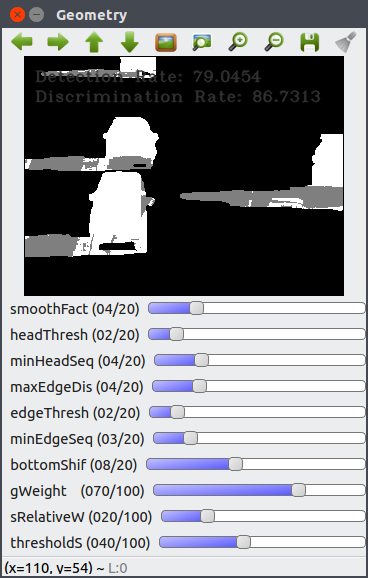 Geometry
Detection Rate: 79.0454
Discrimination Rate: 86.7313
smoothFact (04/20)
headThresh (02/20)
minHeadSeq (04/20)
maxEdgeDis (04/20)
edgeThresh (02/20)
minEdgeSeq (03/20)
bottomShif (08/20)
gWeight (070/100)
sRelativeW (020/100)
thresholdS (040/100)
(x=110, y=54) ~ L:0